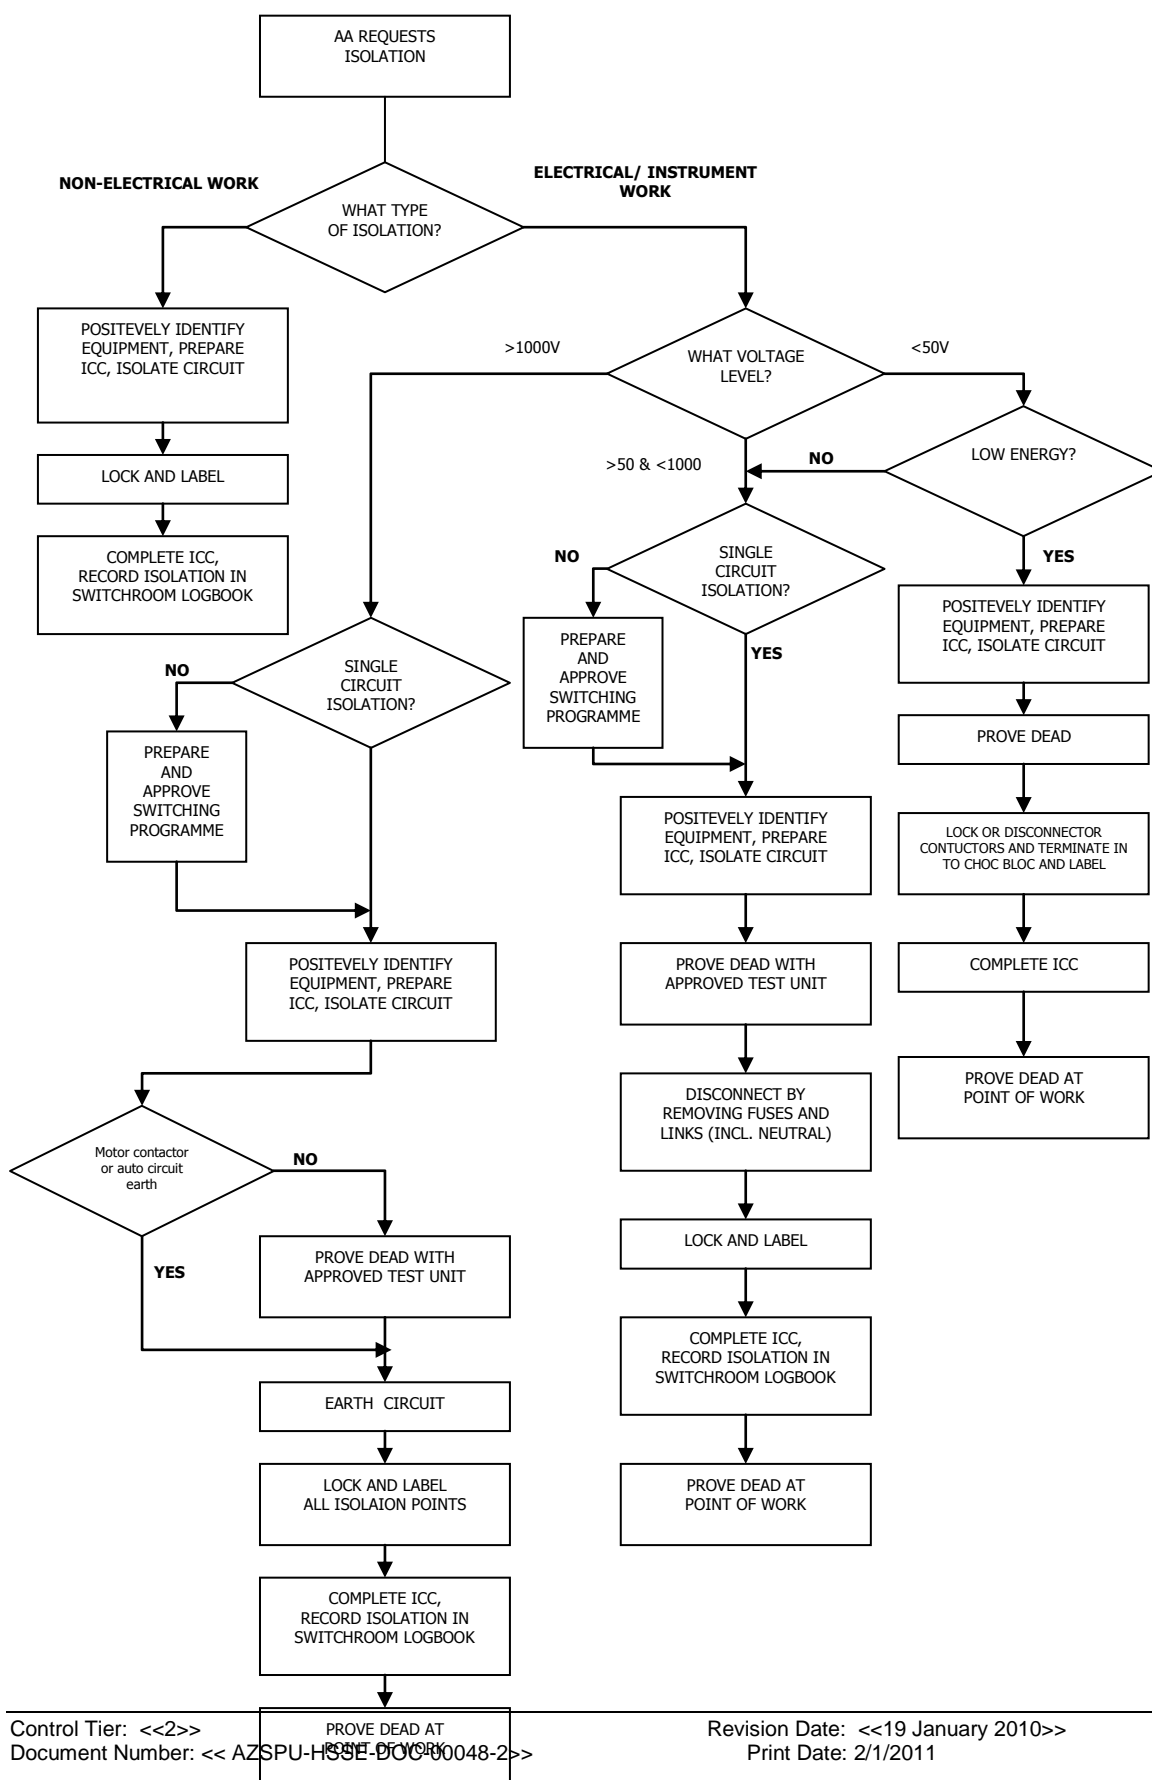 AA REQUESTS
ISOLATION
NON-ELECTRICAL WORK
ELECTRICAL/ INSTRUMENT
WORK
WHAT TYPE
OF ISOLATION?
POSITEVELY IDENTIFY
EQUIPMENT, PREPARE
ICC, ISOLATE CIRCUIT
LOCK AND LABEL
COMPLETE ICC,
RECORD ISOLATION IN
SWITCHROOM LOGBOOK
>1000V
WHAT VOLTAGE
LEVEL?
<50V
>50 & <1000
NO
LOW ENERGY?
YES
SINGLE
CIRCUIT
ISOLATION?
NO
PREPARE
AND
APPROVE
SWITCHING
PROGRAMME
YES
POSITEVELY IDENTIFY
EQUIPMENT, PREPARE
ICC, ISOLATE CIRCUIT
PROVE DEAD
LOCK OR DISCONNECTOR
CONTUCTORS AND TERMINATE IN
TO CHOC BLOC AND LABEL
COMPLETE ICC
PROVE DEAD AT
POINT OF WORK
NO
SINGLE
CIRCUIT
ISOLATION?
PREPARE
AND
APPROVE
SWITCHING
PROGRAMME
POSITEVELY IDENTIFY
EQUIPMENT, PREPARE
ICC, ISOLATE CIRCUIT
PROVE DEAD WITH
APPROVED TEST UNIT
DISCONNECT BY
REMOVING FUSES AND
LINKS (INCL. NEUTRAL)
LOCK AND LABEL
COMPLETE ICC,
RECORD ISOLATION IN
SWITCHROOM LOGBOOK
PROVE DEAD AT
POINT OF WORK
POSITEVELY IDENTIFY
EQUIPMENT, PREPARE
ICC, ISOLATE CIRCUIT
Motor contactor
or auto circuit
earth
NO
YES
PROVE DEAD WITH
APPROVED TEST UNIT
EARTH CIRCUIT
LOCK AND LABEL
ALL ISOLAION POINTS
COMPLETE ICC,
RECORD ISOLATION IN
SWITCHROOM LOGBOOK
PROVE DEAD AT
POINT OF WORK
Control Tier: <<2>>
Revision Date: <<19 January 2010>>
Document Number: << AZSPU-HSSE-DOC-00048-2>>
Print Date: 2/1/2011